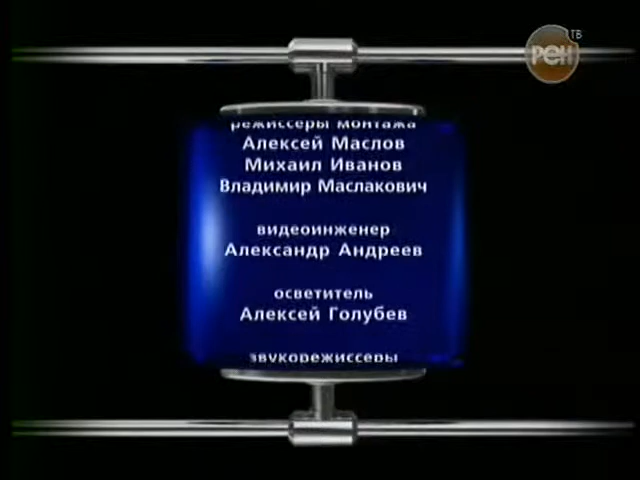 РЕН ТВ
режиссеры монтажа
Алексей Маслов
Михаил Иванов
Владимир Маслакович
видеоинженер
Александр Андреев
осветитель
Алексей Голубев
звукорежиссеры